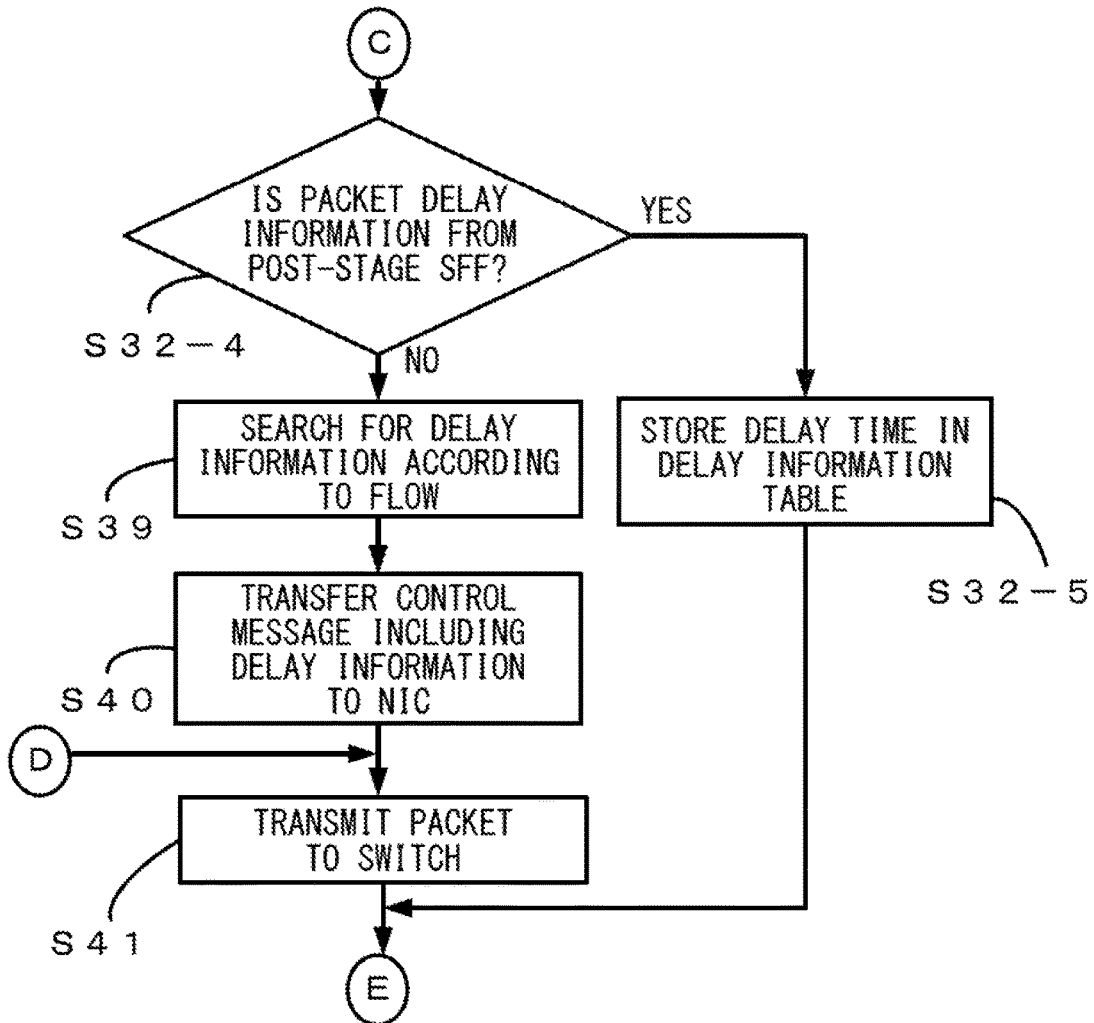 C
IS PACKET DELAY
INFORMATION FROM
POST-STAGE SFF?
YES
S32-4
NO
SEARCH FOR DELAY
INFORMATION ACCORDING
TO FLOW
S39
STORE DELAY TIME IN
DELAY INFORMATION
TABLE
S32-5
TRANSFER CONTROL
MESSAGE INCLUDING
DELAY INFORMATION
TO NIC
S40
D
TRANSMIT PACKET
TO SWITCH
S41
E